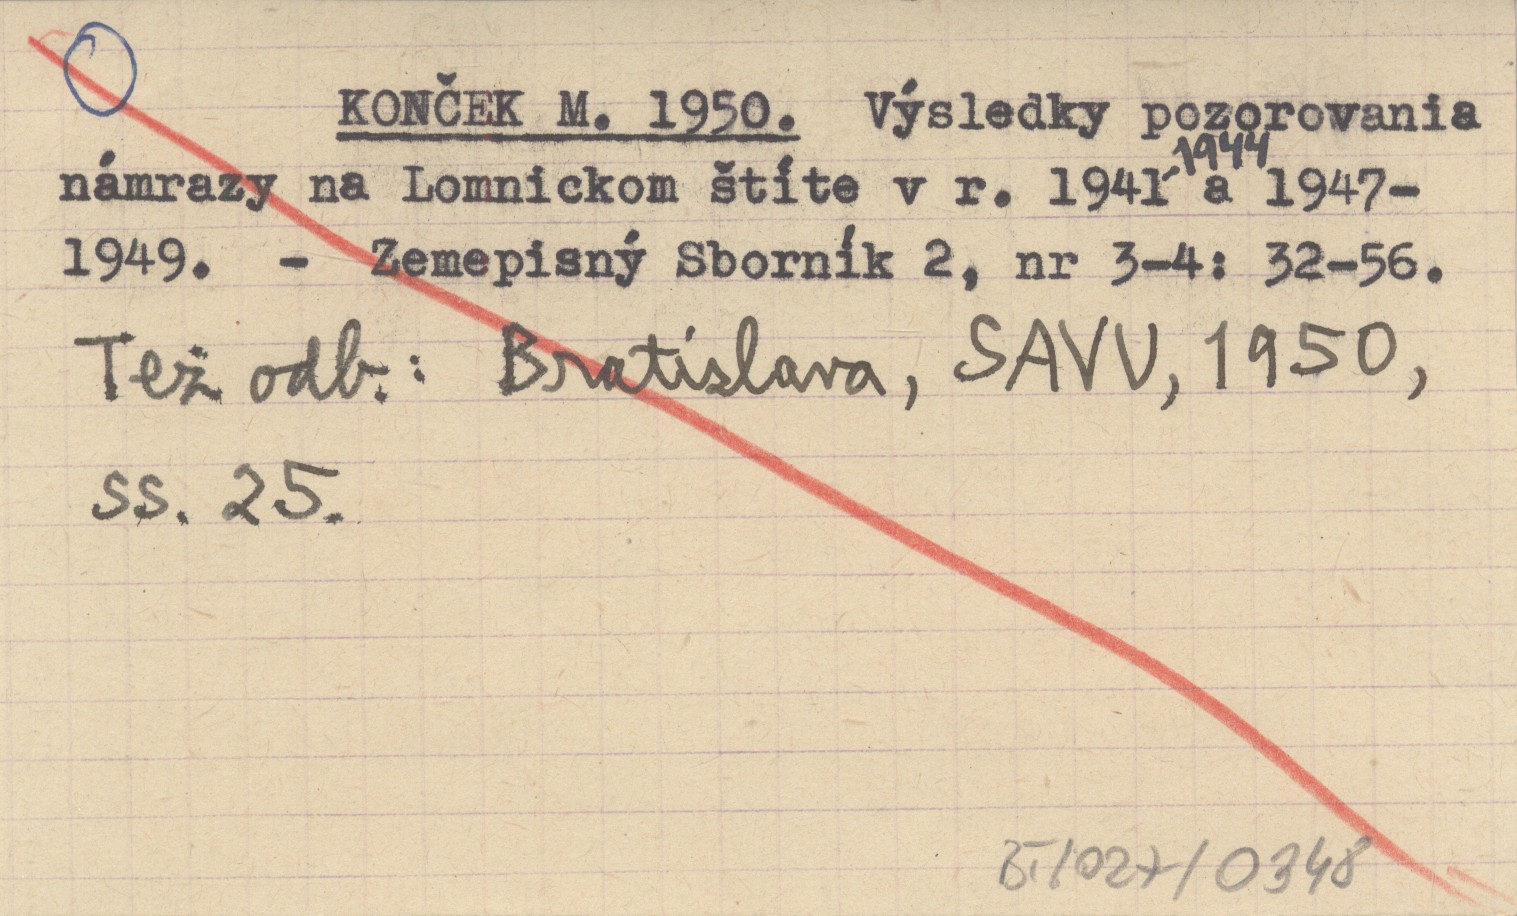 KONČEK M. 1950. Výsledky pozorovania
námrazy na Lomnickom štíte v r. 1941-1944 a 1947-
1949. - Zemepisný Sborník 2, nr 3-4: 32-56.
Też odb.: Bratislava, SAVU, 1950,
ss. 25.
BI/027/0348